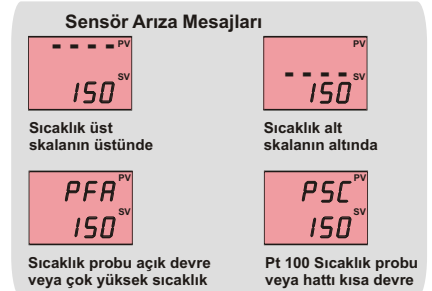 Sensör Arıza Mesajları
---- PV
150 SV
Sıcaklık üst
skalanın üstünde
PV
---- SV
150
Sıcaklık alt
skalanın altında
PFA PV
150 SV
Sıcaklık probu açık devre
veya çok yüksek sıcaklık
PSC PV
150 SV
Pt 100 Sıcaklık probu
veya hattı kısa devre